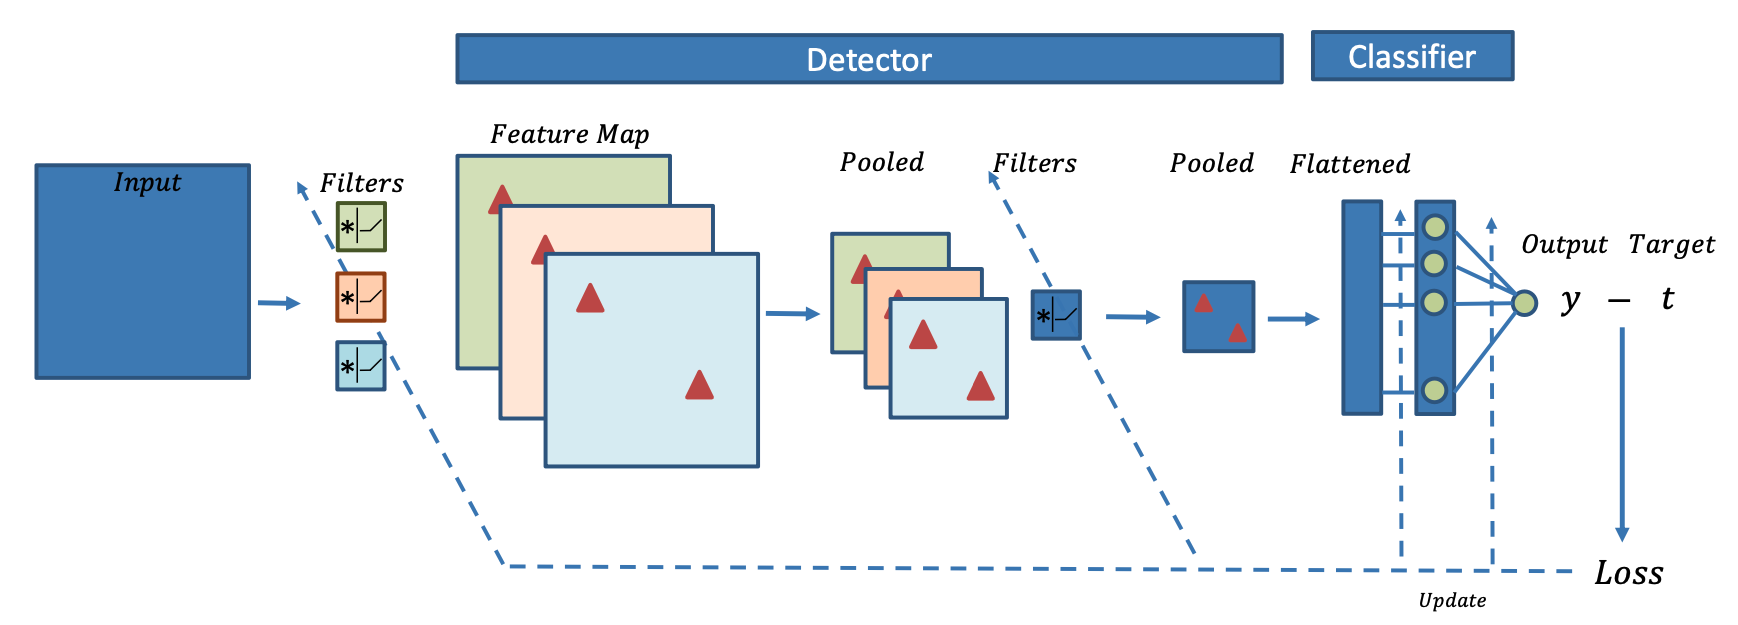 Detector
Classifier
Feature Map
Input
Filters
Pooled
Filters
Pooled
Flattened
*
*
*
*
Output Target
y – t
Loss
Update